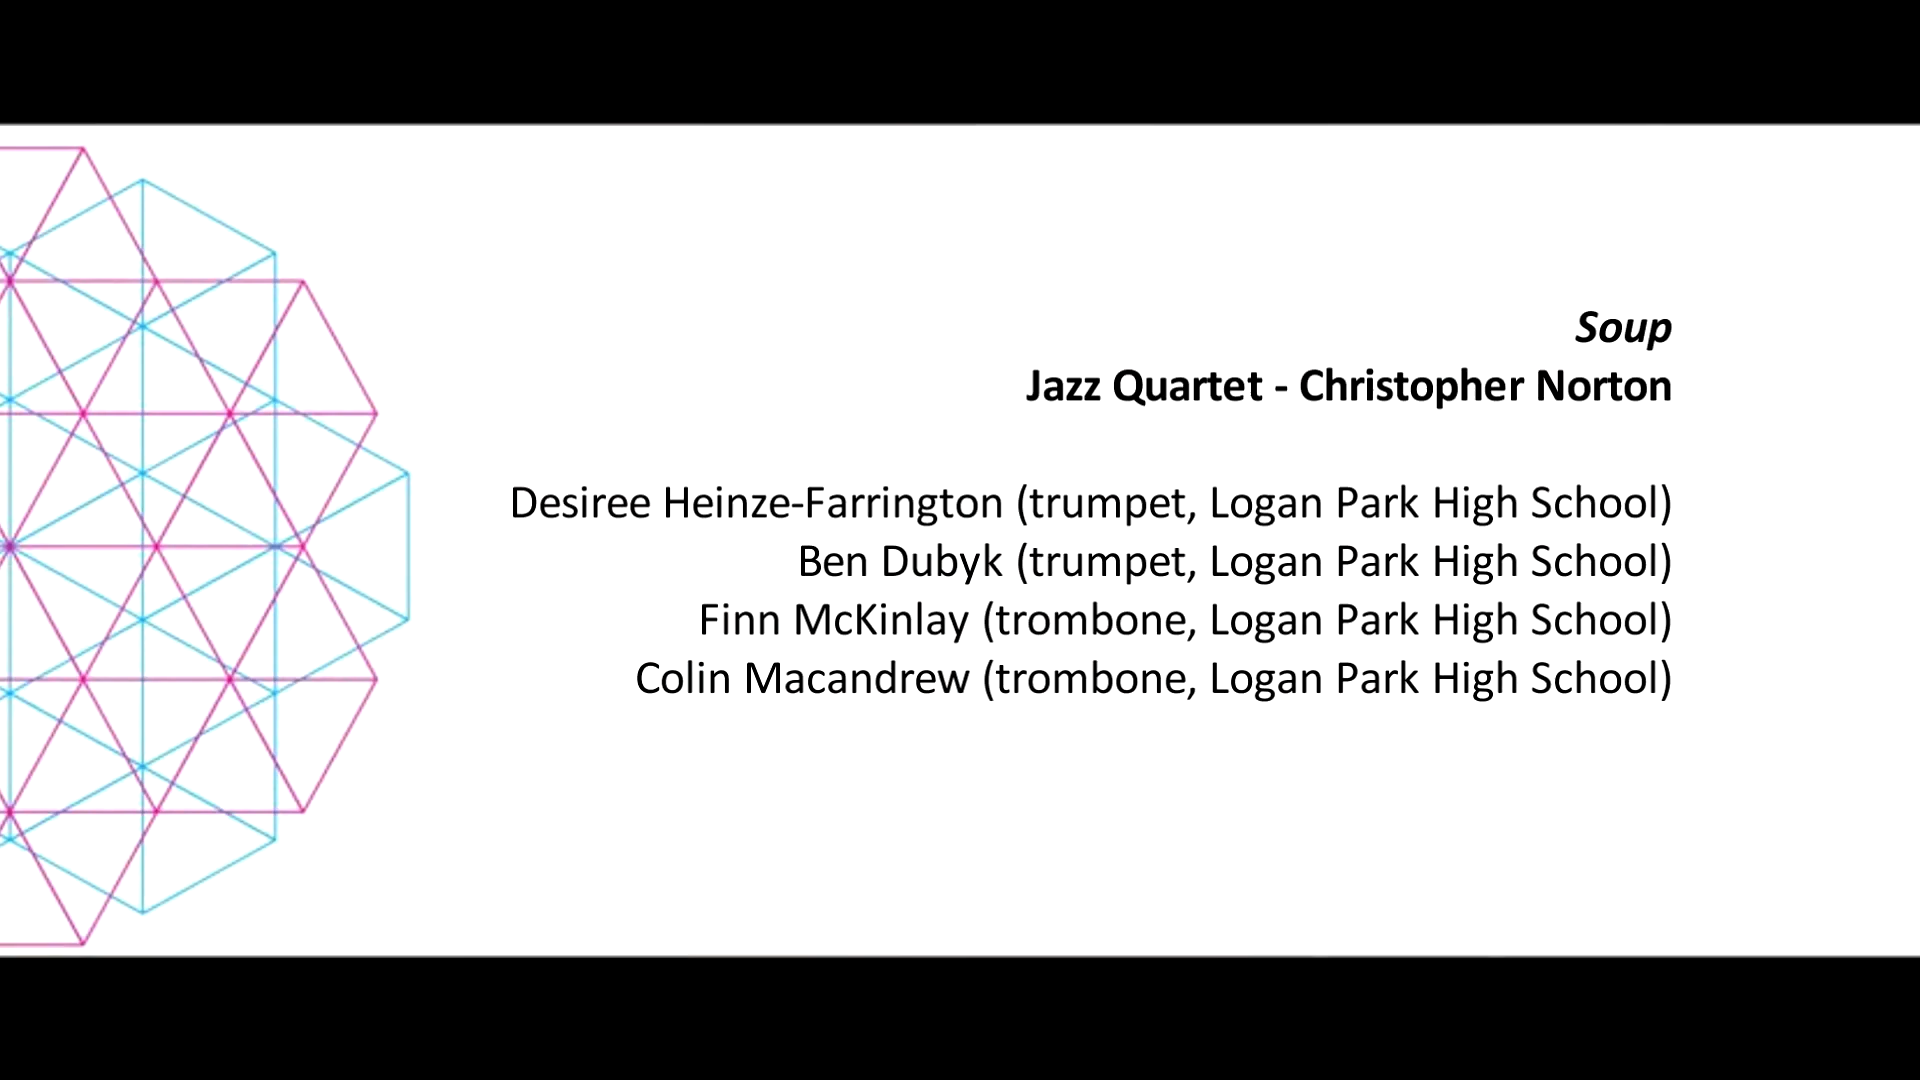 Soup
Jazz Quartet - Christopher Norton
Desiree Heinze-Farrington (trumpet, Logan Park High School)
Ben Dubyk (trumpet, Logan Park High School)
Finn McKinlay (trombone, Logan Park High School)
Colin Macandrew (trombone, Logan Park High School)